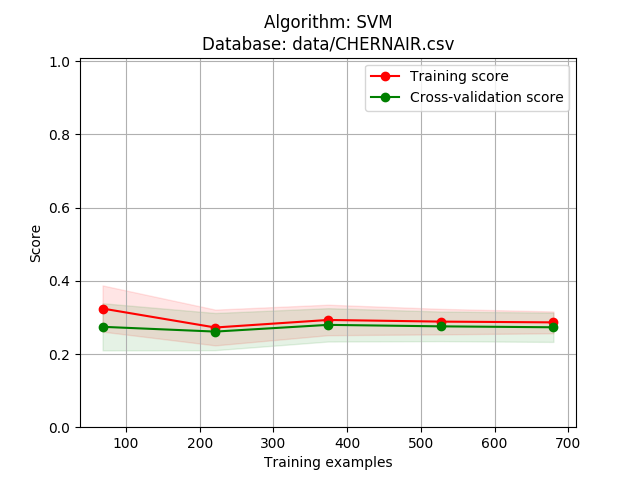 Algorithm: SVM
Database: data/CHERNAIR.csv
Training score
Cross-validation score
Score
1.0
0.8
0.6
0.4
0.2
0.0
100 200 300 400 500 600 700
Training examples